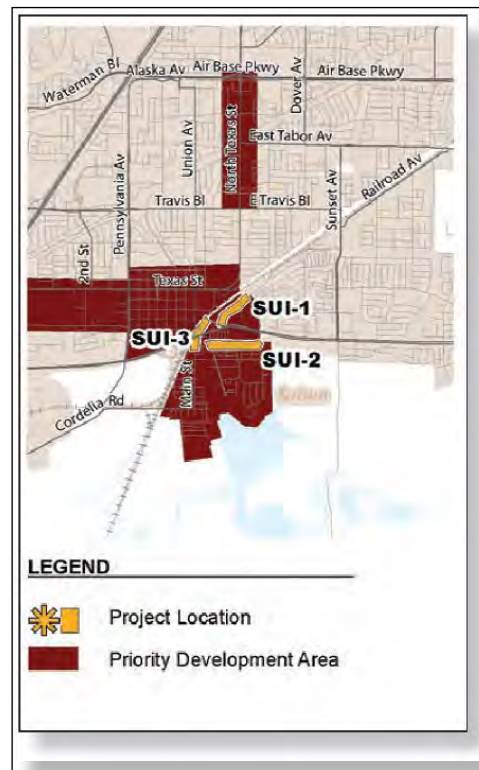 Waterman Bl
Alaska Av
Air Base Pkwy
Air Base Pkwy
Dover Av
Union Av
North Texas St
East Tabor Av
Pennsylvania Av
Sunset Av
Railroad Av
Travis Bl
E Travis Bl
2nd St
Texas St
SUI-1
SUI-3
SUI-2
Main St
Cordelia Rd
LEGEND
Project Location
Priority Development Area